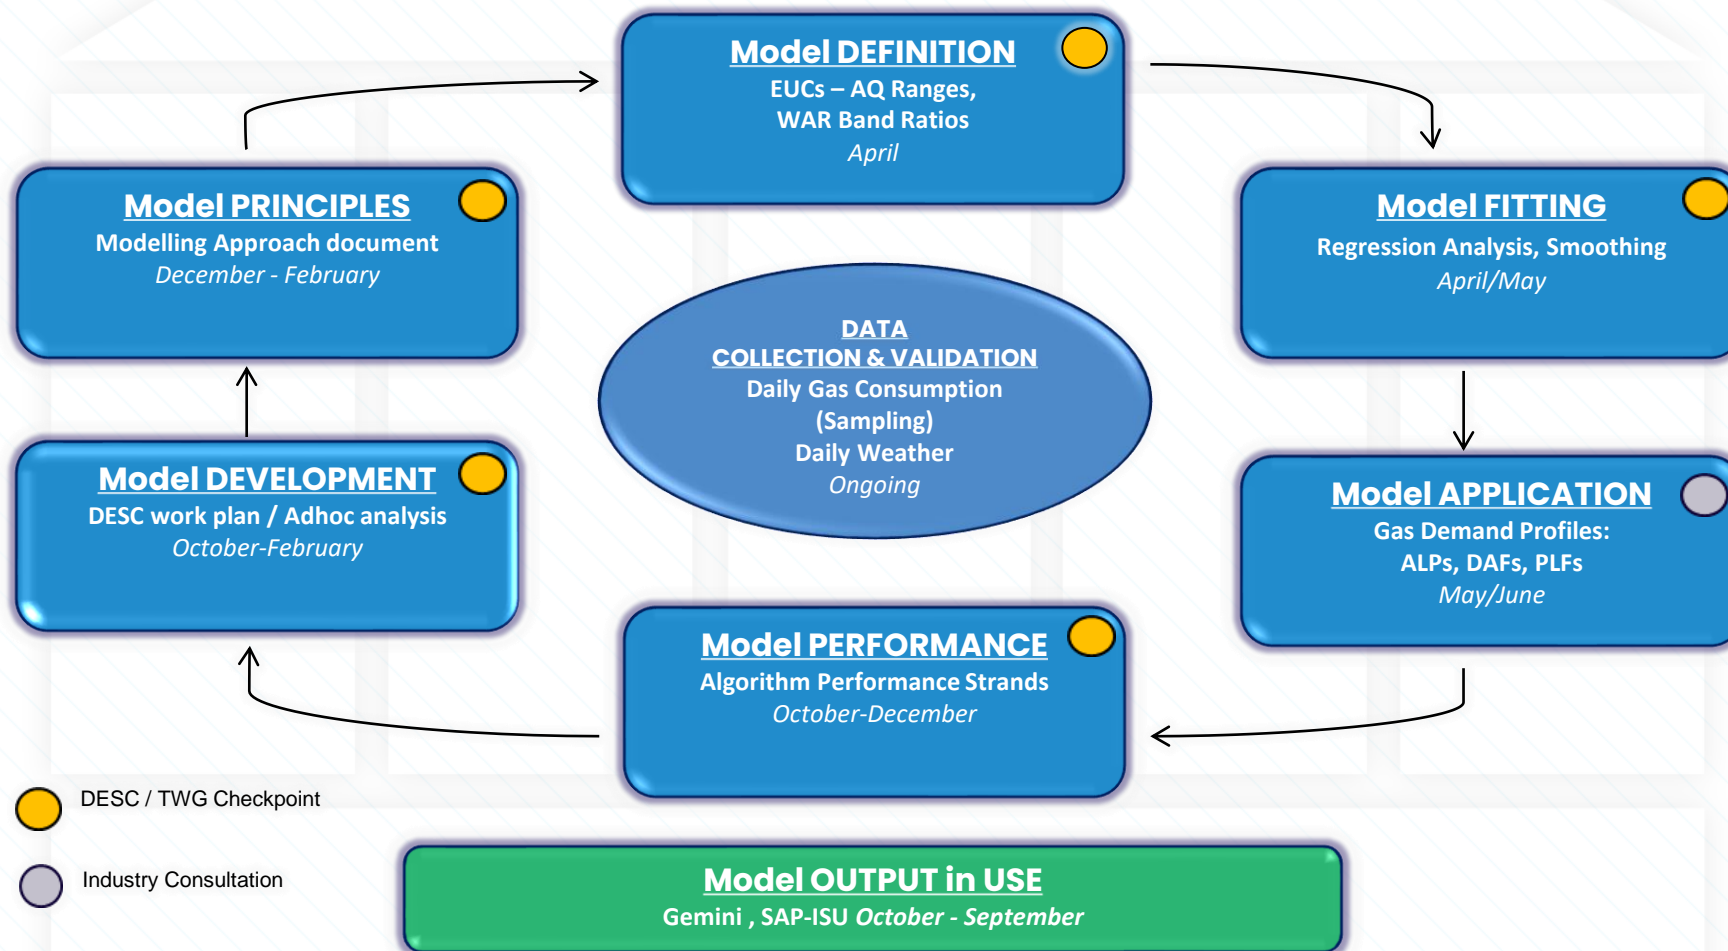 Model DEFINITION
EUCs – AQ Ranges,
WAR Band Ratios
April
Model PRINCIPLES
Modelling Approach document
December - February
Model FITTING
Regression Analysis, Smoothing
April/May
DATA
COLLECTION & VALIDATION
Daily Gas Consumption
(Sampling)
Daily Weather
Ongoing
Model DEVELOPMENT
DESC work plan / Adhoc analysis
October-February
Model APPLICATION
Gas Demand Profiles:
ALPs, DAFs, PLFs
May/June
Model PERFORMANCE
Algorithm Performance Strands
October-December
DESC / TWG Checkpoint
Industry Consultation
Model OUTPUT in USE
Gemini , SAP-ISU October - September